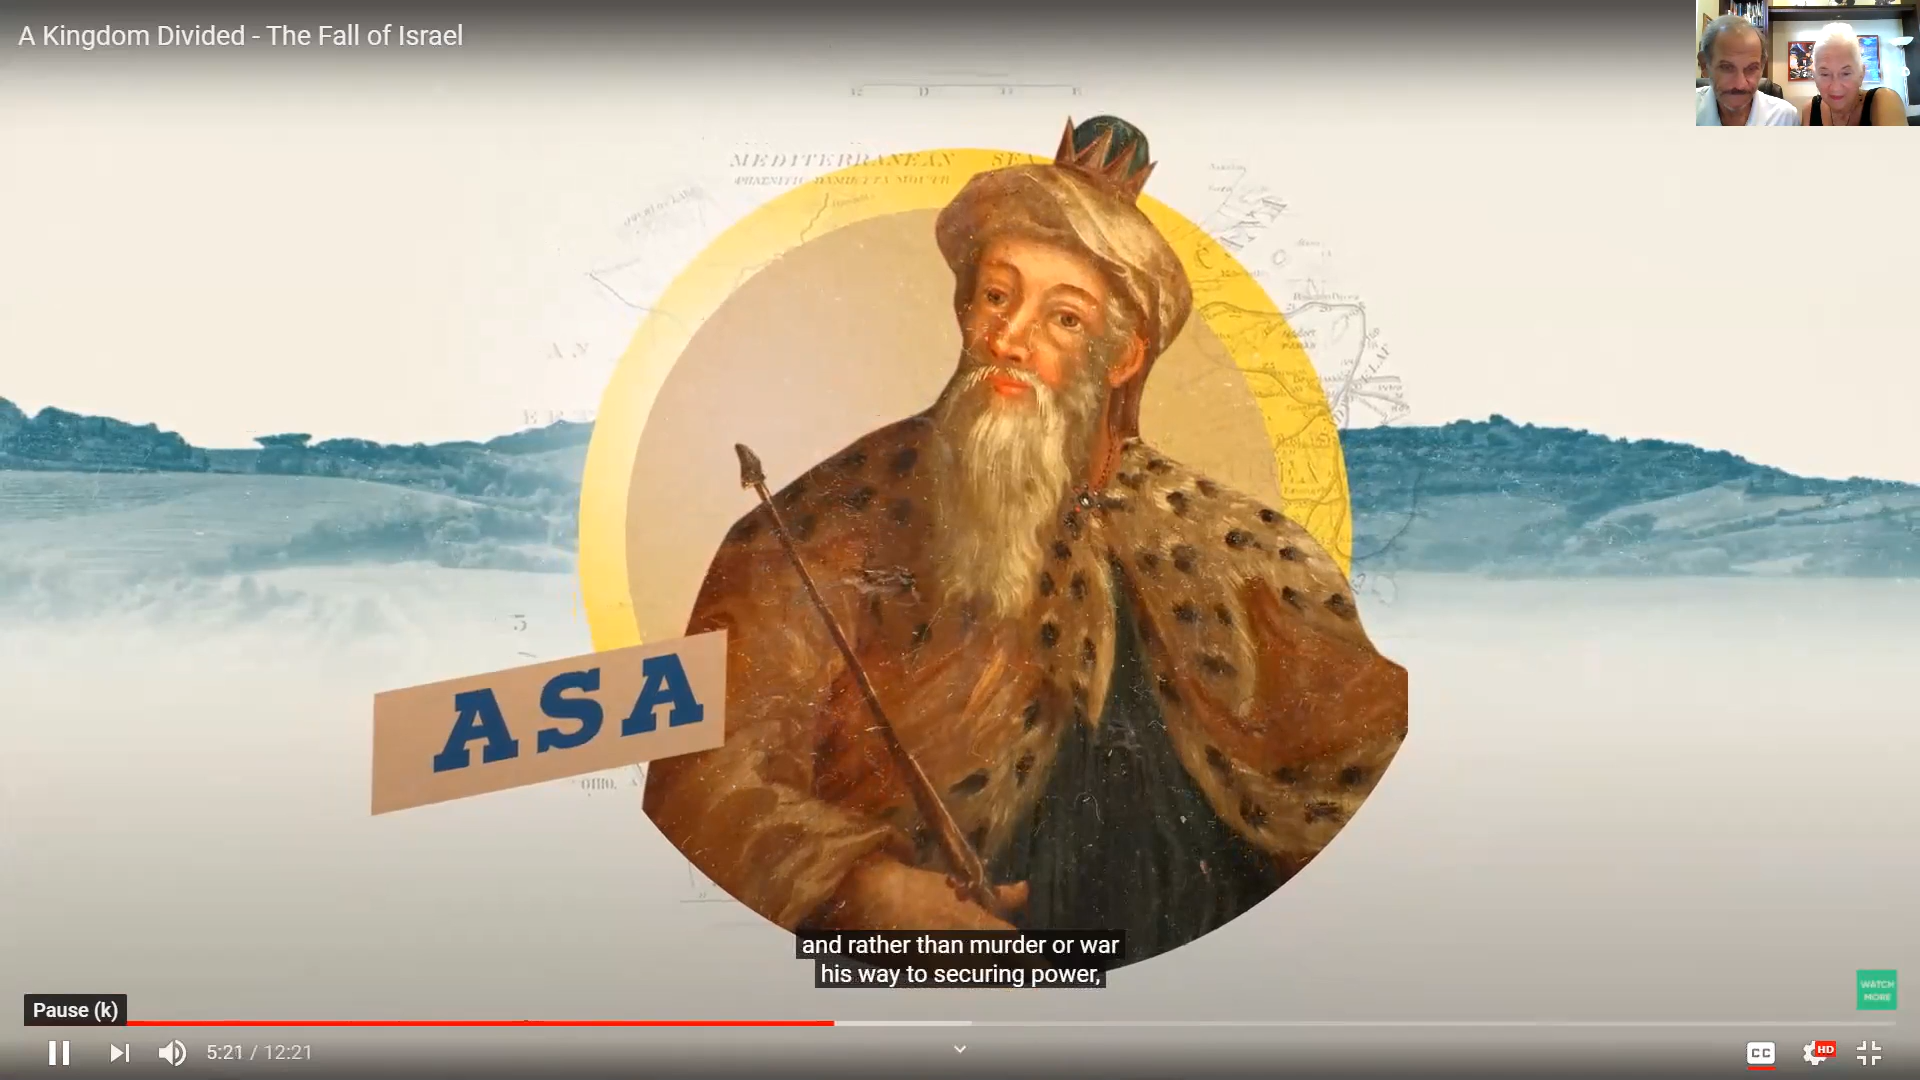 A Kingdom Divided - The Fall of Israel
MEDITERRANEAN SEA
ASA
and rather than murder or war
his way to securing power,
WATCH
MORE
Pause (k)
5:21 / 12:21
CC
HD